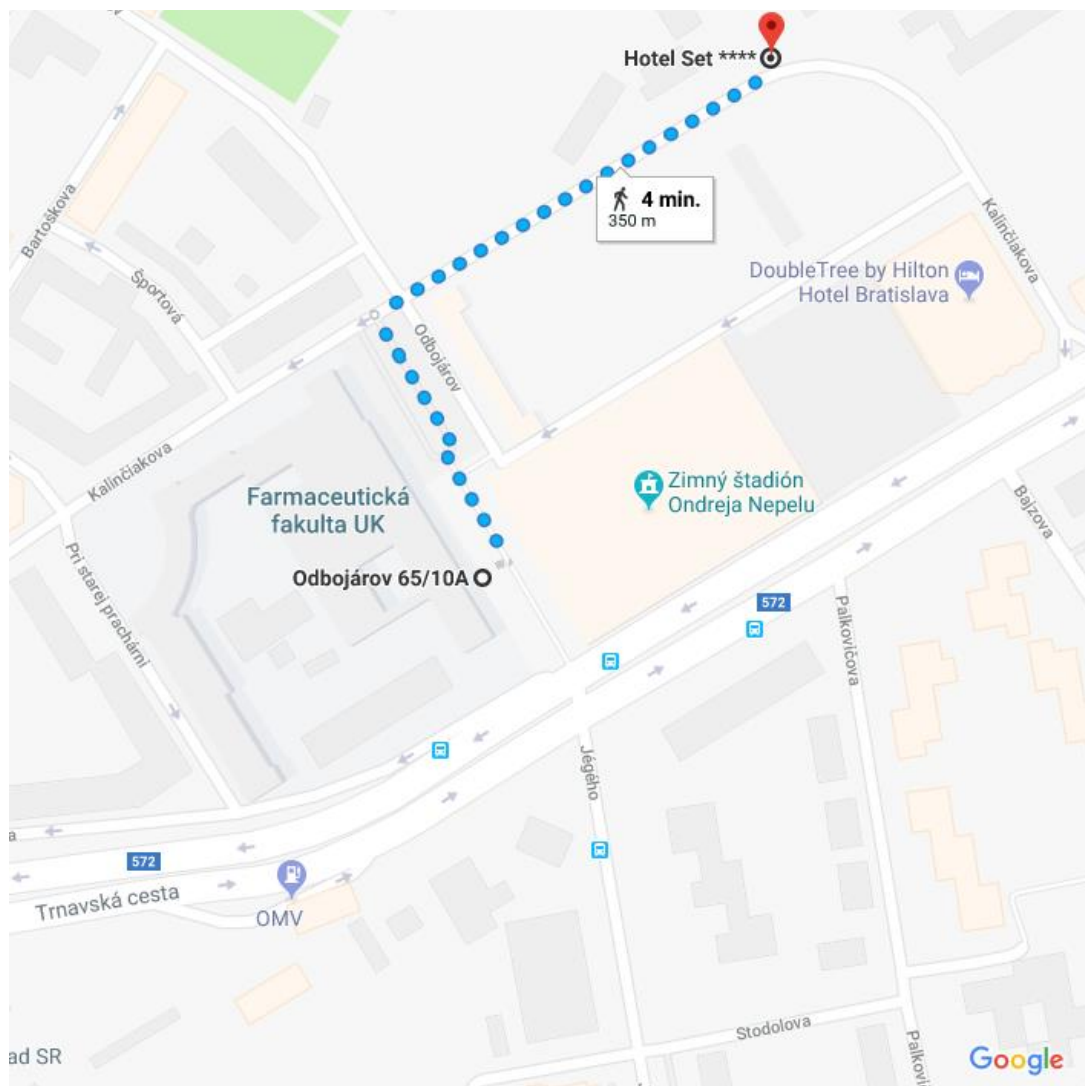 Hotel Set ****
Bartoškova
4 min.
350 m
Kalinčiakova
Športová
DoubleTree by Hilton
Hotel Bratislava
Odbojárov
Kalinčiakova
Farmaceutická
fakulta UK
Zimný štadión
Ondreja Nepelu
Bajzova
Pri starej prachárni
Odbojárov 65/10A
572
Palkovičova
Jégého
a
572
Trnavská cesta
OMV
Stodolova
ad SR
Palkovi
Google